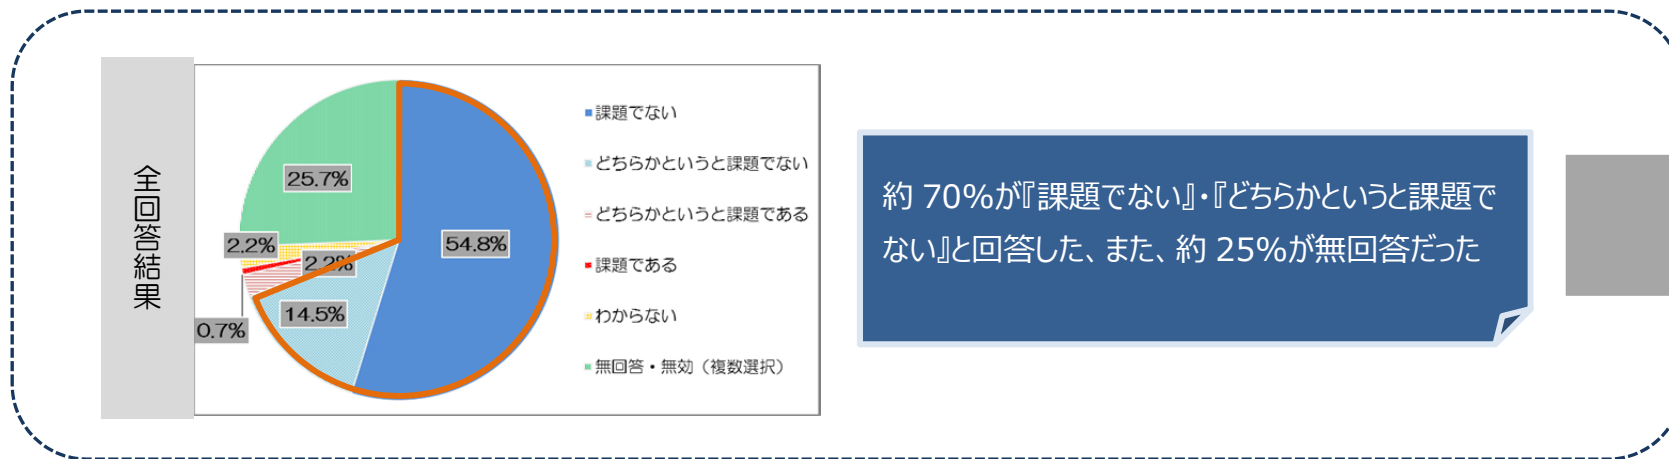 全回答結果
25.7%
2.2%
2.2%
54.8%
14.5%
0.7%
課題でない
どちらかというと課題でない
どちらかというと課題である
課題である
わからない
無回答・無効（複数選択）
約 70%が『課題でない』・『どちらかというと課題で
ない』と回答した、また、約 25%が無回答だった